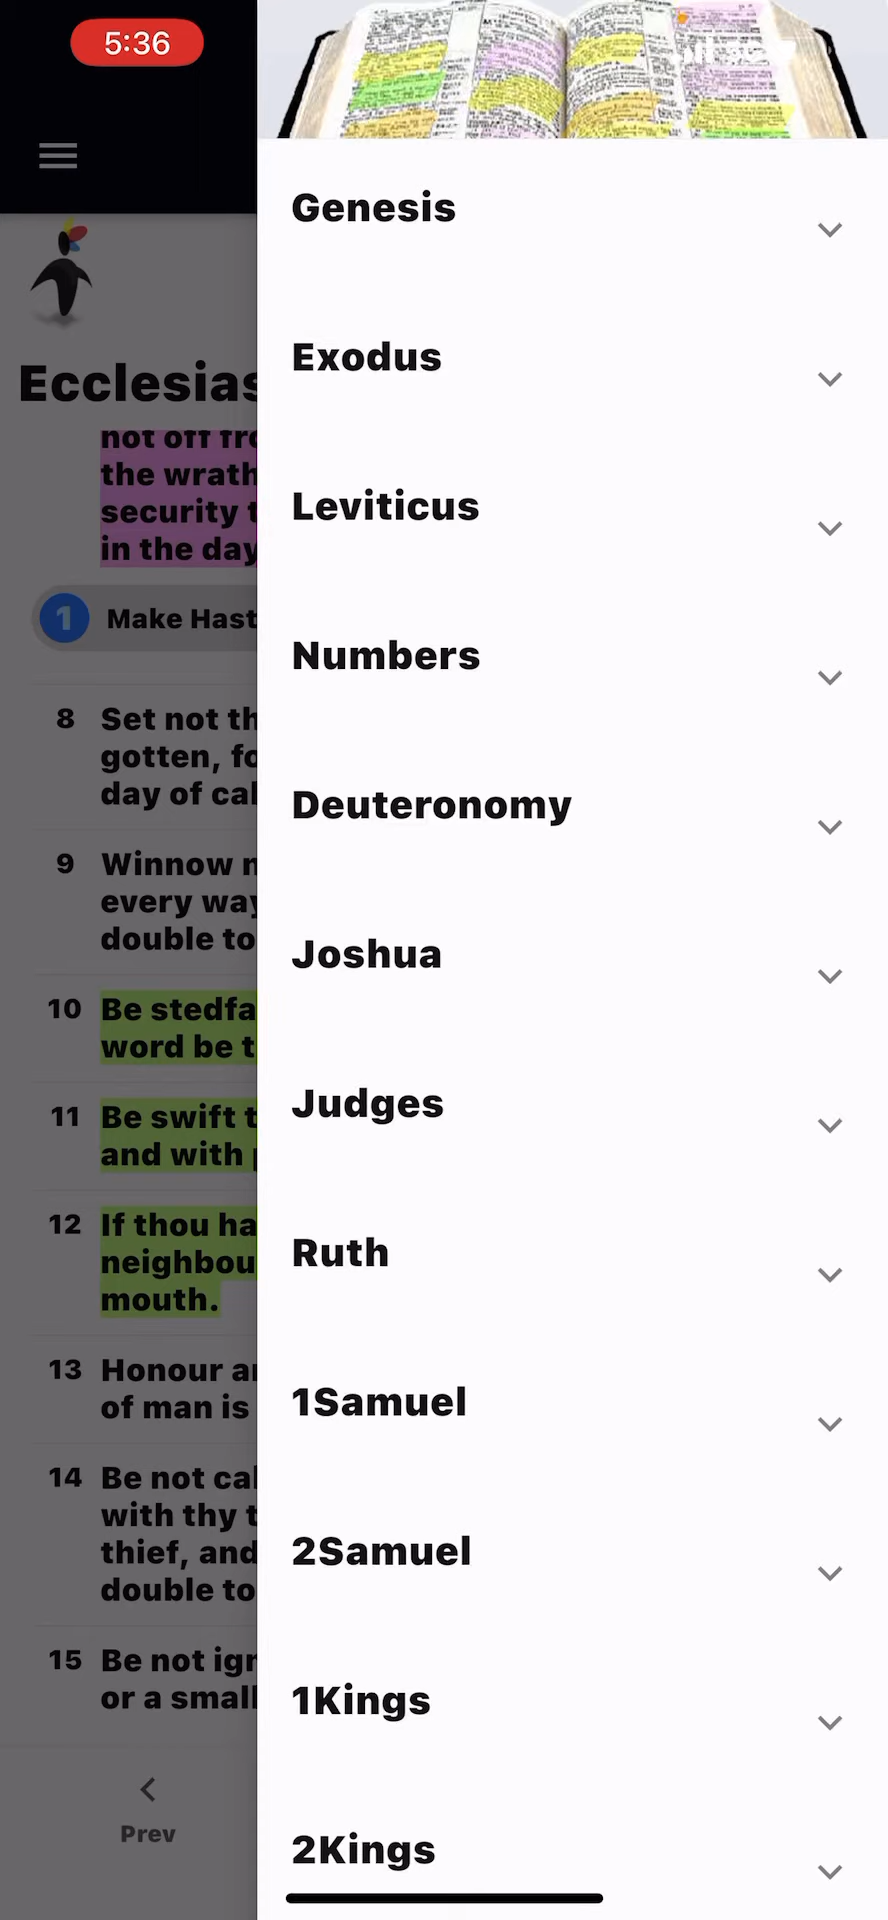 5:36
Genesis
Exodus
Leviticus
Numbers
Deuteronomy
Joshua
Judges
Ruth
1Samuel
2Samuel
1Kings
2Kings
Ecclesias
not off fro
the wrath
security t
in the day
1 Make Hast
8 Set not th
gotten, fo
day of cal
9 Winnow n
every way
double to
10 Be stedfa
word be t
11 Be swift t
and with p
12 If thou ha
neighbou
mouth.
13 Honour an
of man is
14 Be not cal
with thy t
thief, and
double to
15 Be not ign
or a small
Prev